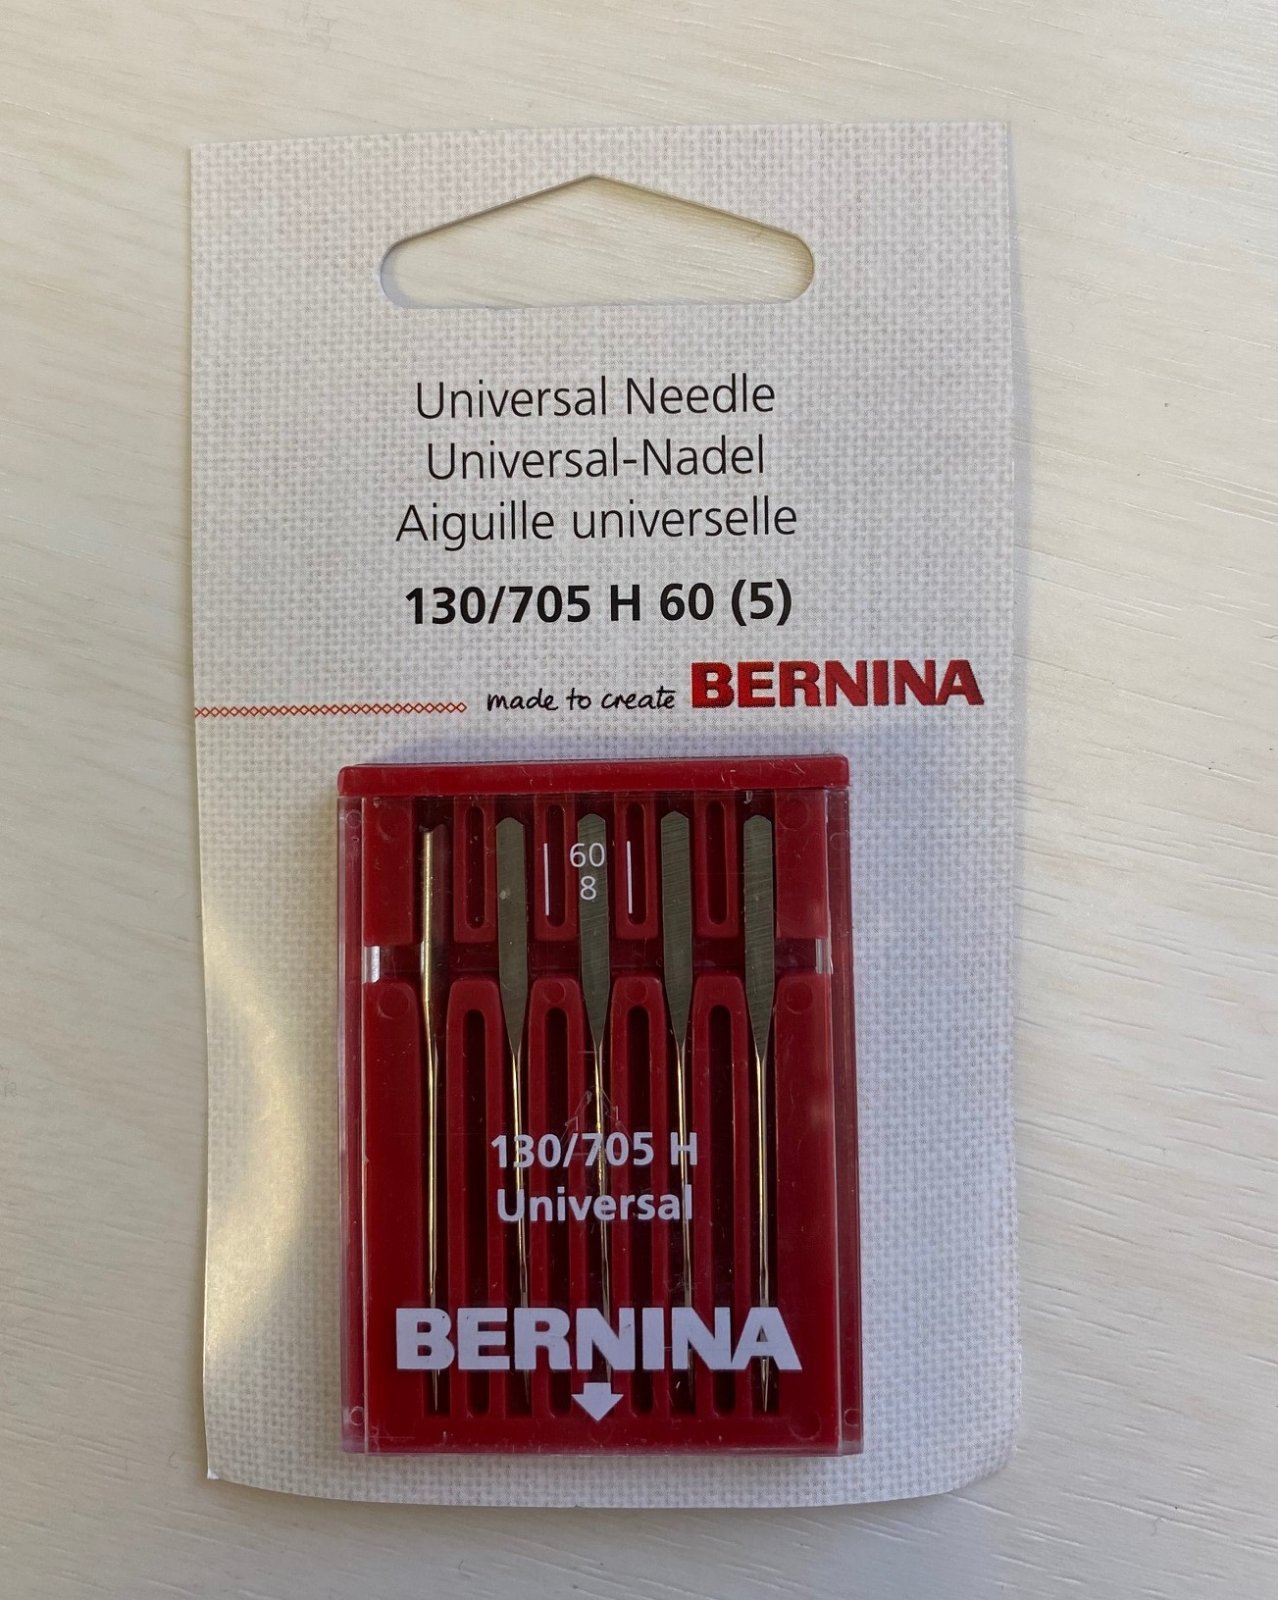 Universal Needle
Universal-Nadel
Aiguille universelle
130/705 H 60 (5)
made to create BERNINA
60
8
130/705 H
Universal
BERNINA